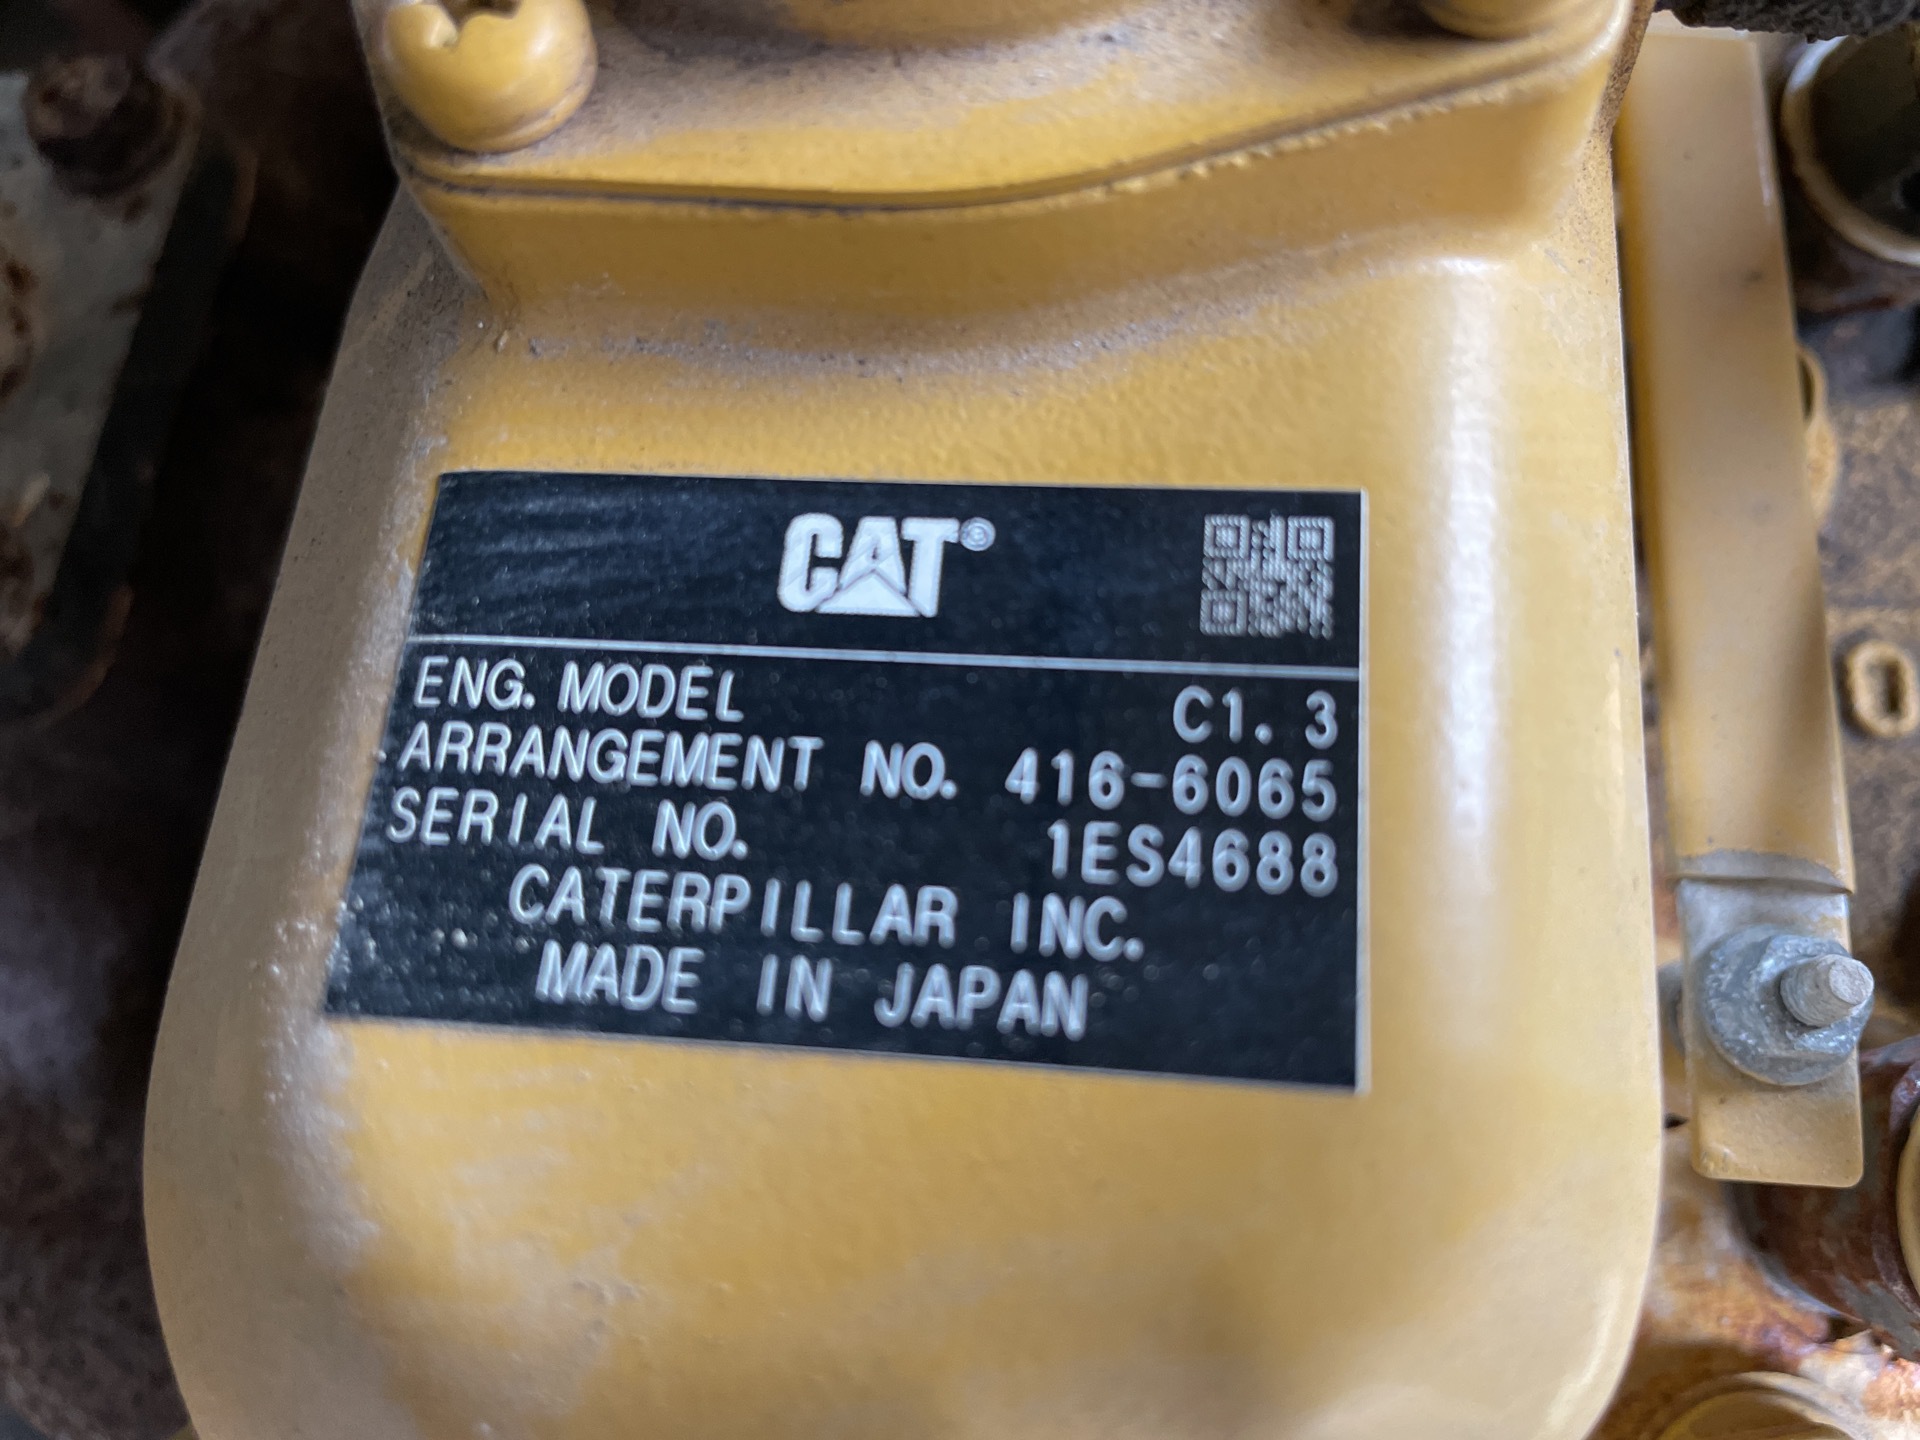 CAT®
ENG. MODEL C1.3
ARRANGEMENT NO. 416-6065
SERIAL NO. 1ES4688
CATERPILLAR INC.
MADE IN JAPAN